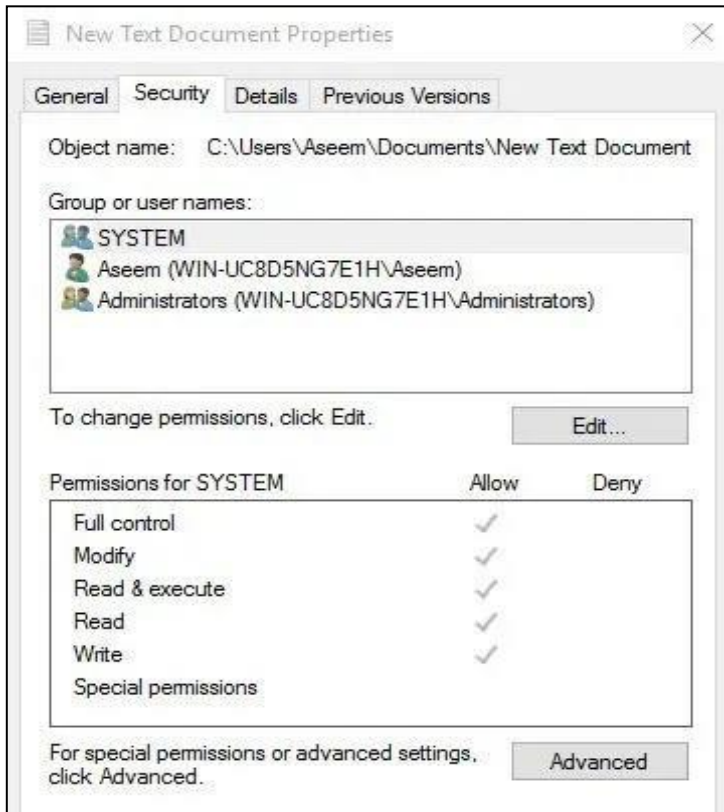 New Text Document Properties
General Security Details Previous Versions
Object name: C:\Users\Aseem\Documents\New Text Document
Group or user names:
SYSTEM
Aseem (WIN-UC8D5NG7E1H\Aseem)
Administrators (WIN-UC8D5NG7E1H\Administrators)
To change permissions, click Edit.
Edit...
Permissions for SYSTEM Allow Deny
Full control
Modify
Read & execute
Read
Write
Special permissions
For special permissions or advanced settings,
click Advanced.
Advanced